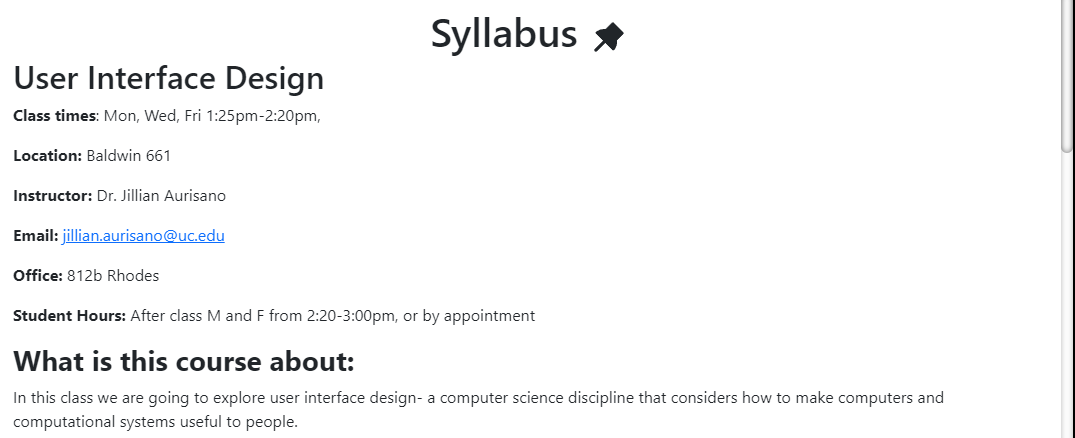 Syllabus
User Interface Design
Class times: Mon, Wed, Fri 1:25pm-2:20pm,
Location: Baldwin 661
Instructor: Dr. Jillian Aurisano
Email: jillian.aurisano@uc.edu
Office: 812b Rhodes
Student Hours: After class M and F from 2:20-3:00pm, or by appointment
What is this course about:
In this class we are going to explore user interface design- a computer science discipline that considers how to make computers and
computational systems useful to people.